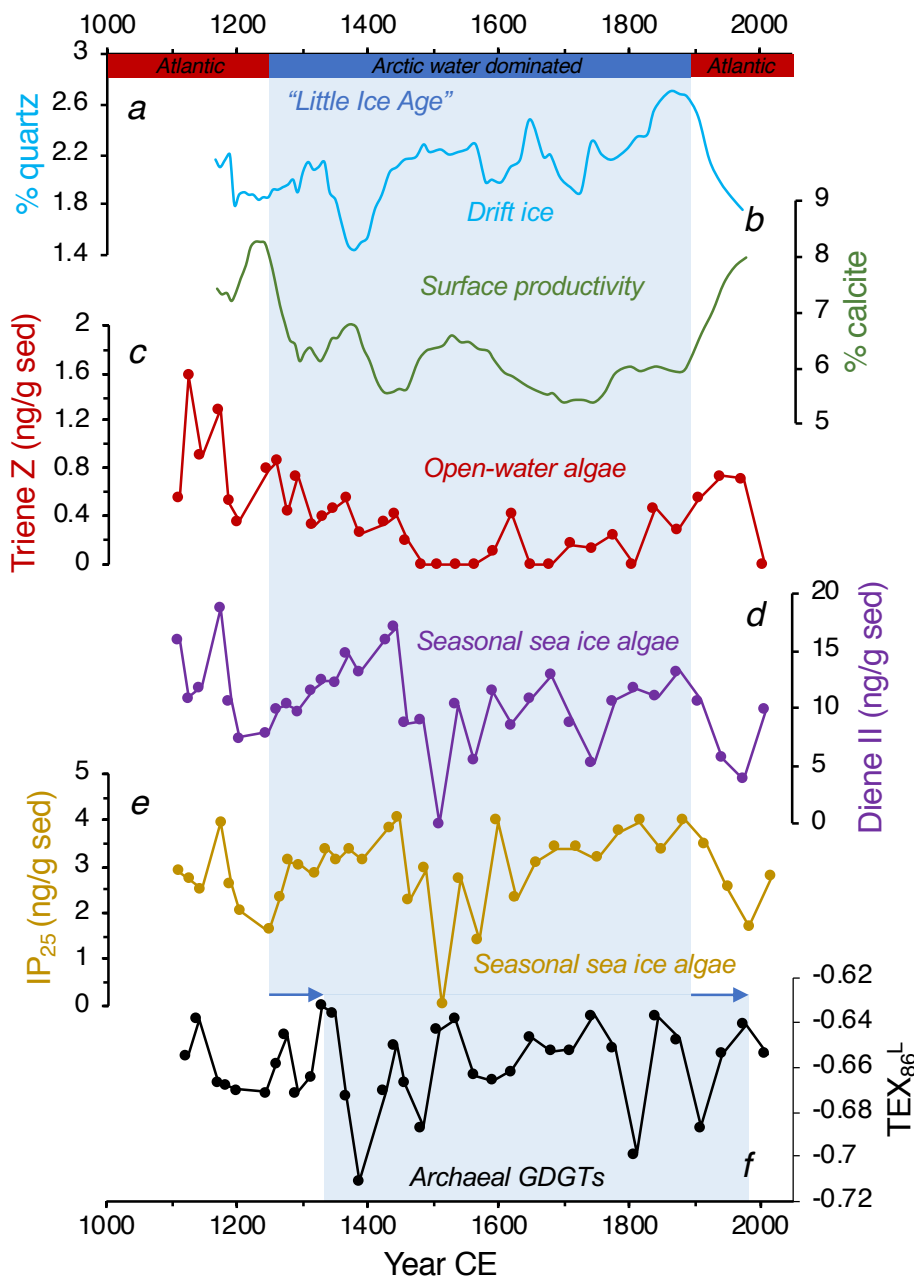 1000 1200 1400 1600 1800 2000
Atlantic Arctic water dominated Atlantic
3
2.6
2.2
1.8
1.4
% quartz
a
“Little Ice Age”
Drift ice
b
9
8
7
6
5
% calcite
Surface productivity
2
1.6
1.2
0.8
0.4
0
Triene Z (ng/g sed)
c
Open-water algae
20
15
10
5
0
Diene II (ng/g sed)
d
Seasonal sea ice algae
5
4
3
2
1
0
IP25 (ng/g sed)
e
Seasonal sea ice algae
-0.62
-0.64
-0.66
-0.68
-0.7
-0.72
TEX86L
Archaeal GDGTs
f
1000 1200 1400 1600 1800 2000
Year CE